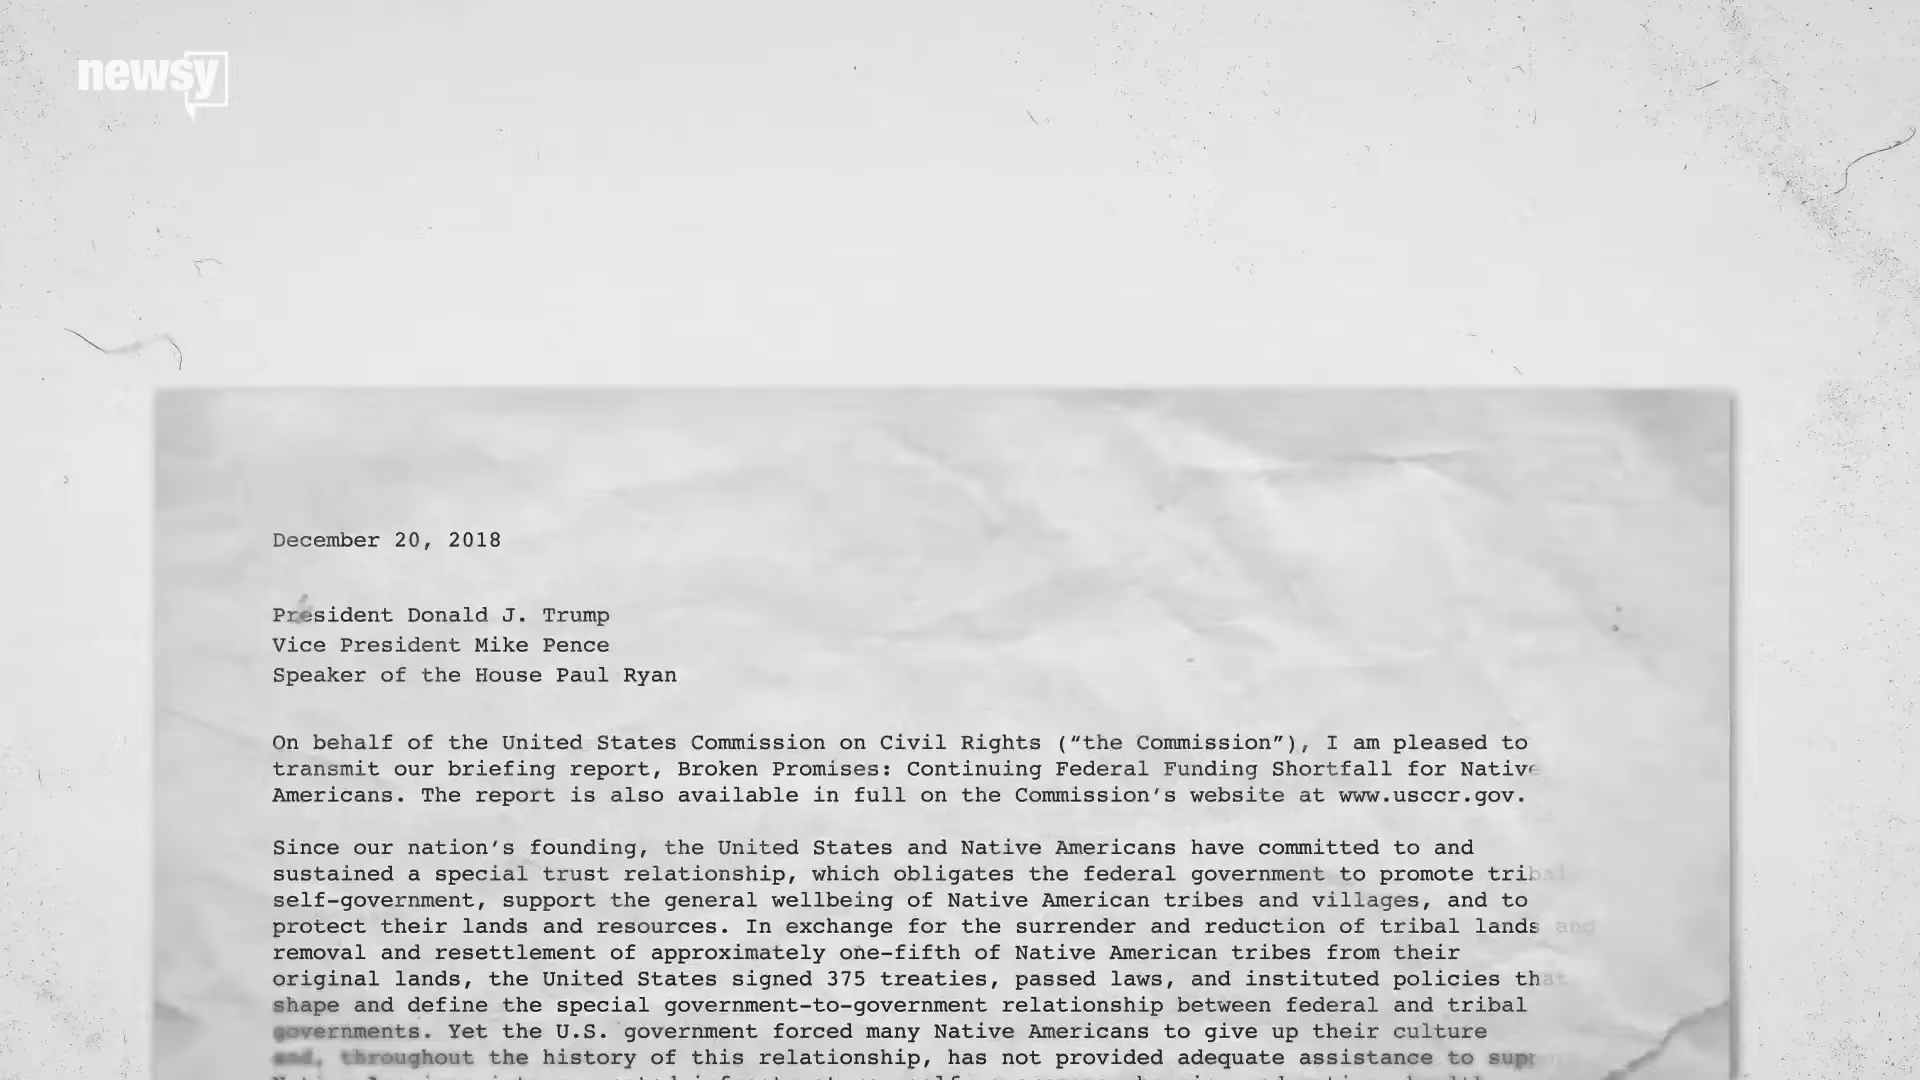 newsy
December 20, 2018
President Donald J. Trump
Vice President Mike Pence
Speaker of the House Paul Ryan
On behalf of the United States Commission on Civil Rights (“the Commission”), I am pleased to
transmit our briefing report, Broken Promises: Continuing Federal Funding Shortfall for Native
Americans. The report is also available in full on the Commission’s website at www.usccr.gov.
Since our nation’s founding, the United States and Native Americans have committed to and
sustained a special trust relationship, which obligates the federal government to promote tribal
self-government, support the general wellbeing of Native American tribes and villages, and to
protect their lands and resources. In exchange for the surrender and reduction of tribal lands and
removal and resettlement of approximately one-fifth of Native American tribes from their
original lands, the United States signed 375 treaties, passed laws, and instituted policies that
shape and define the special government-to-government relationship between federal and tribal
governments. Yet the U.S. government forced many Native Americans to give up their culture
and, throughout the history of this relationship, has not provided adequate assistance to